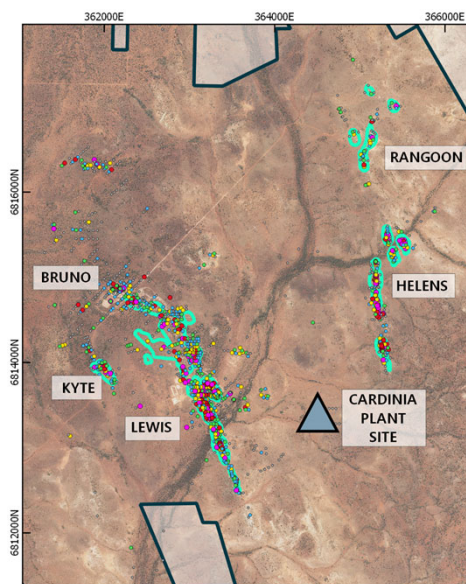 362000E
364000E
366000E
6816000N
6814000N
6812000N
RANGOON
BRUNO
HELENS
KYTE
LEWIS
CARDINIA
PLANT
SITE